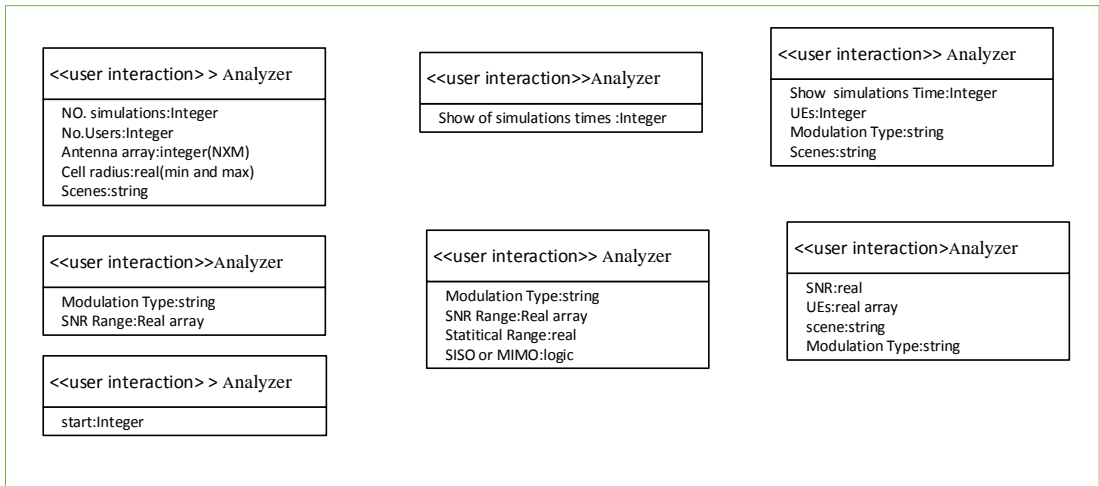 <<user interaction> > Analyzer
NO. simulations:Integer
No.Users:Integer
Antenna array:integer(NXM)
Cell radius:real(min and max)
Scenes:string
<<user interaction>>Analyzer
Show of simulations times :Integer
<<user interaction>> Analyzer
Show simulations Time:Integer
UEs:Integer
Modulation Type:string
Scenes:string
<<user interaction>>Analyzer
Modulation Type:string
SNR Range:Real array
<<user interaction>> Analyzer
Modulation Type:string
SNR Range:Real array
Statitical Range:real
SISO or MIMO:logic
<<user interaction>Analyzer
SNR:real
UEs:real array
scene:string
Modulation Type:string
<<user interaction> > Analyzer
start:Integer